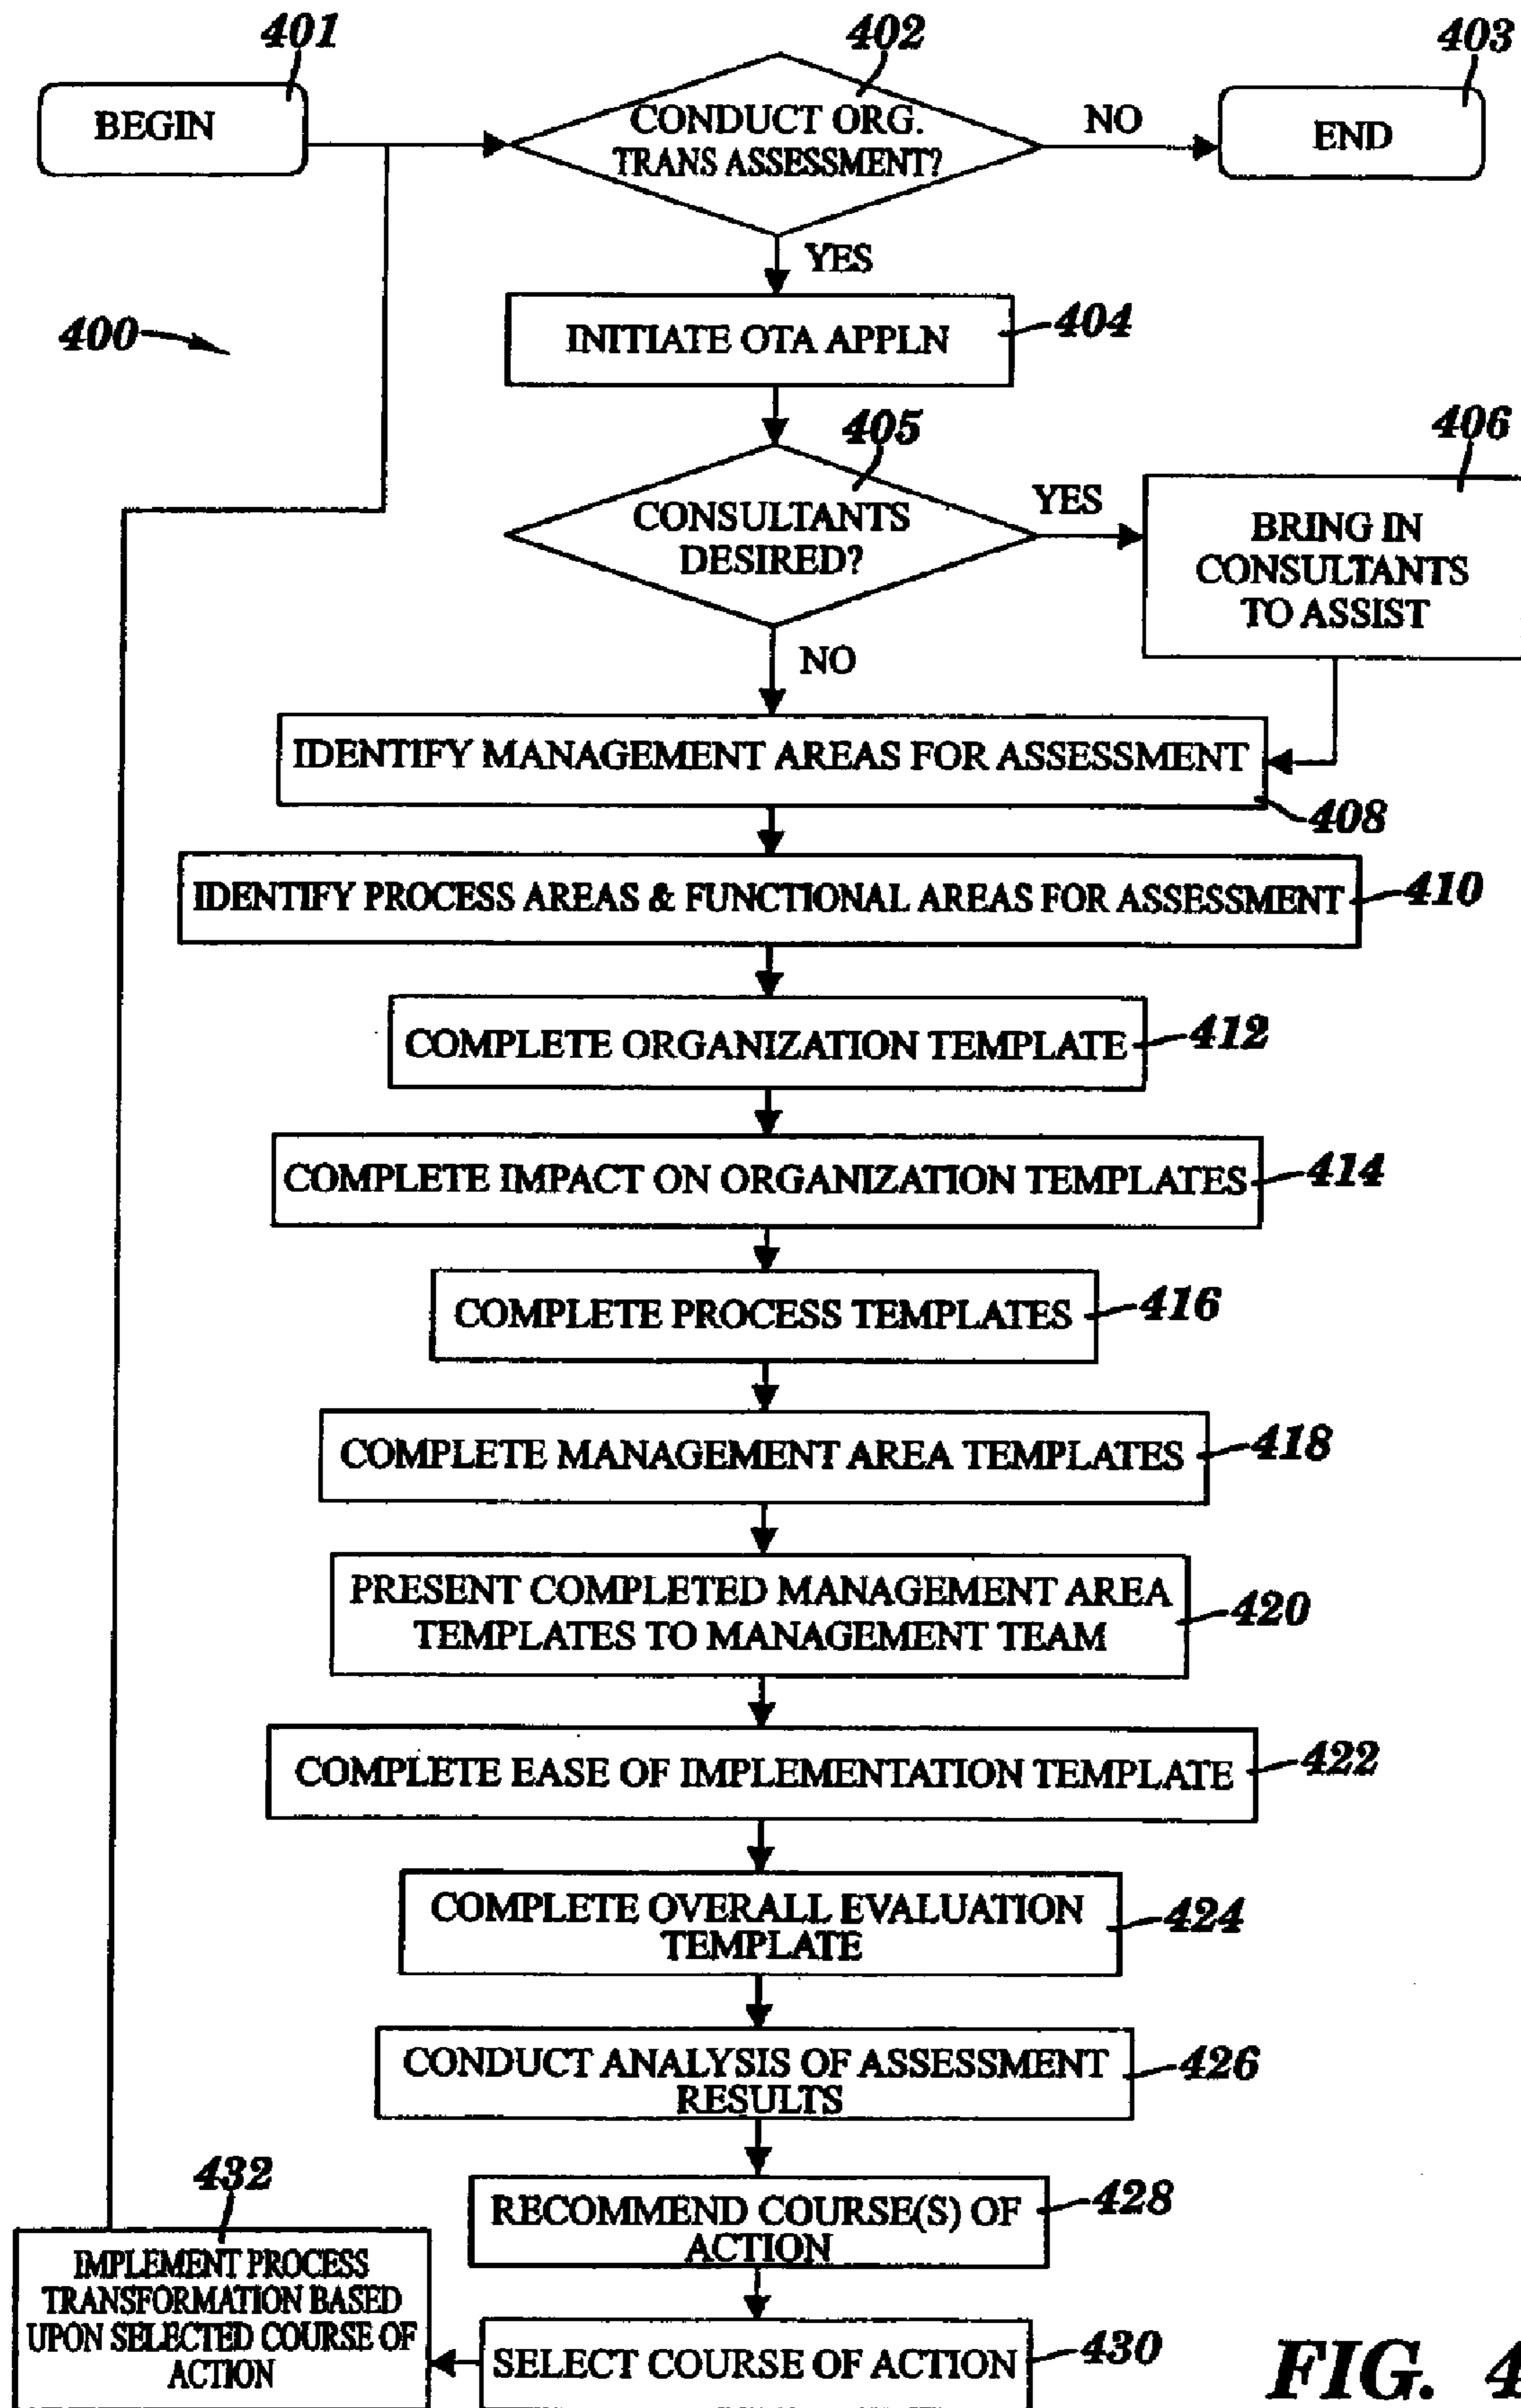 401
402
403
BEGIN
CONDUCT ORG.
TRANS ASSESSMENT?
NO
END
YES
400
INITIATE OTA APPLN
404
405
406
CONSULTANTS
DESIRED?
YES
BRING IN
CONSULTANTS
TO ASSIST
NO
IDENTIFY MANAGEMENT AREAS FOR ASSESSMENT
408
IDENTIFY PROCESS AREAS & FUNCTIONAL AREAS FOR ASSESSMENT
410
COMPLETE ORGANIZATION TEMPLATE
412
COMPLETE IMPACT ON ORGANIZATION TEMPLATES
414
COMPLETE PROCESS TEMPLATES
416
COMPLETE MANAGEMENT AREA TEMPLATES
418
PRESENT COMPLETED MANAGEMENT AREA
TEMPLATES TO MANAGEMENT TEAM
420
COMPLETE EASE OF IMPLEMENTATION TEMPLATE
422
COMPLETE OVERALL EVALUATION
TEMPLATE
424
CONDUCT ANALYSIS OF ASSESSMENT
RESULTS
426
RECOMMEND COURSE(S) OF
ACTION
428
432
IMPLEMENT PROCESS
TRANSFORMATION BASED
UPON SELECTED COURSE OF
ACTION
SELECT COURSE OF ACTION
430
FIG. 4